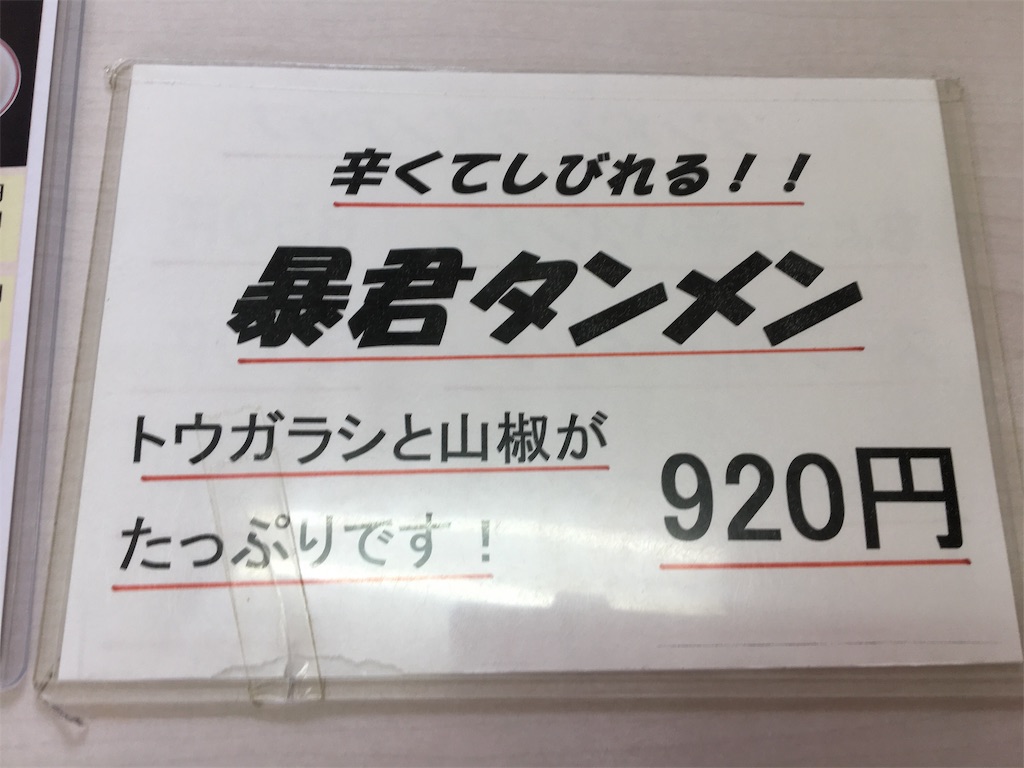 辛くてしびれる！！
暴君タンメン
トウガラシと山椒が
たっぷりです！
920円